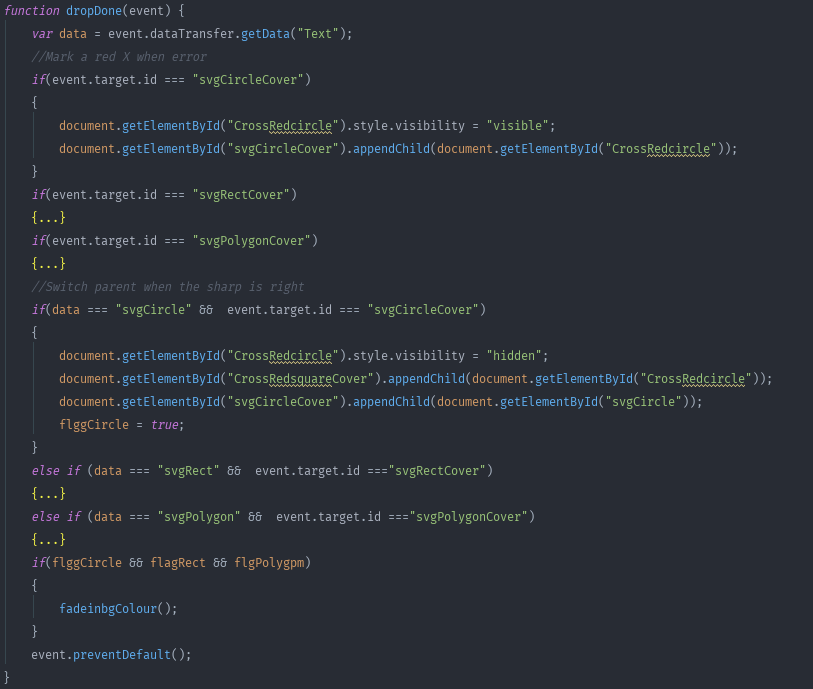 function dropDone(event) {
    var data = event.dataTransfer.getData("Text");
    //Mark a red X when error
    if(event.target.id === "svgCircleCover")
    {
        document.getElementById("CrossRedcircle").style.visibility = "visible";
        document.getElementById("svgCircleCover").appendChild(document.getElementById("CrossRedcircle"));
    }
    if(event.target.id === "svgRectCover")
    {...}
    if(event.target.id === "svgPolygonCover")
    {...}
    //Switch parent when the sharp is right
    if(data === "svgCircle" &&  event.target.id === "svgCircleCover")
    {
        document.getElementById("CrossRedcircle").style.visibility = "hidden";
        document.getElementById("CrossRedsquareCover").appendChild(document.getElementById("CrossRedcircle"));
        document.getElementById("svgCircleCover").appendChild(document.getElementById("svgCircle"));
        flggCircle = true;
    }
    else if (data === "svgRect" &&  event.target.id ==="svgRectCover")
    {...}
    else if (data === "svgPolygon" &&  event.target.id ==="svgPolygonCover")
    {...}
    if(flggCircle && flagRect && flgPolygpm)
    {
        fadeinbgColour();
    }
    event.preventDefault();
}